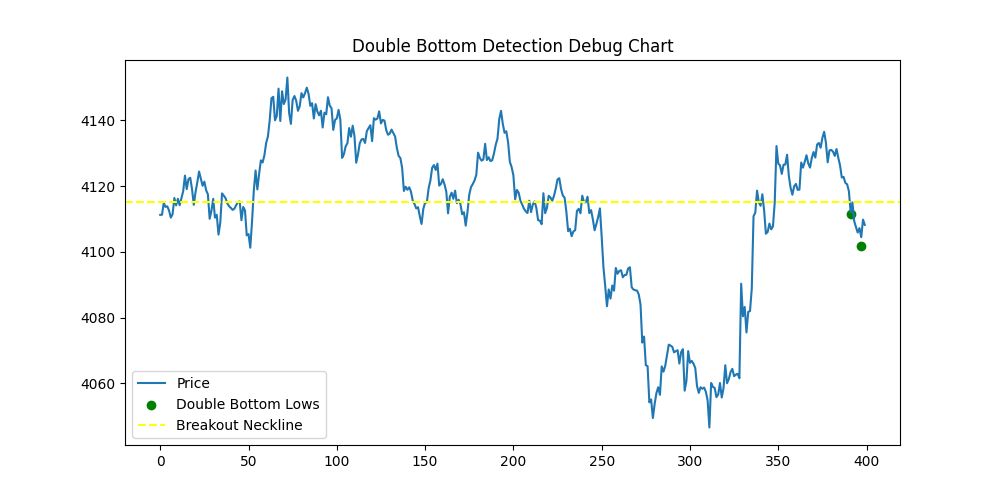 Double Bottom Detection Debug Chart
4140
4120
4100
4080
4060
Price
Double Bottom Lows
Breakout Neckline
0 50 100 150 200 250 300 350 400